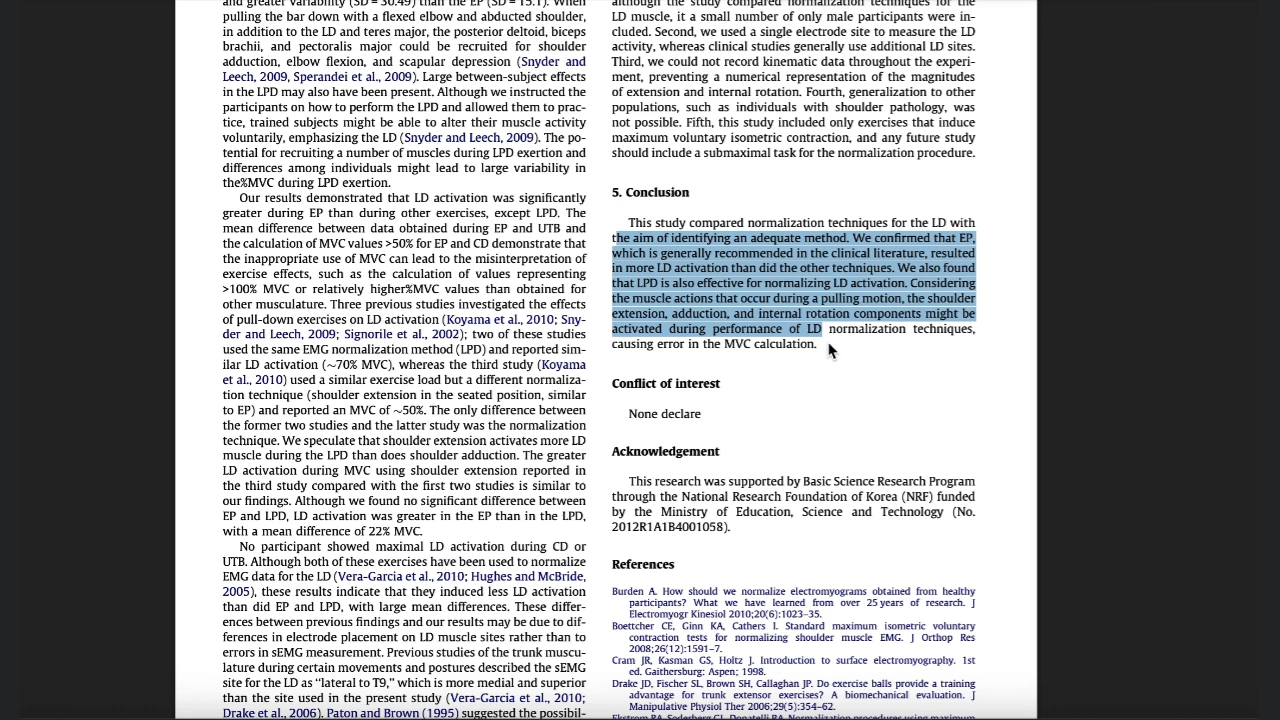 and greater variability (SD = 30.49) than the EP (SD = 15.1). When
pulling the bar down with a flexed elbow and abducted shoulder,
in addition to the LD and teres major, the posterior deltoid, biceps
brachii, and pectoralis major could be recruited for shoulder
adduction, elbow flexion, and scapular depression (Snyder and
Leech, 2009, Sperandei et al., 2009). Large between-subject effects
in the LPD may also have been present. Although we instructed the
participants on how to perform the LPD and allowed them to prac-
tice, trained subjects might be able to alter their muscle activity
voluntarily, emphasizing the LD (Snyder and Leech, 2009). The po-
tential for recruiting a number of muscles during LPD exertion and
differences among individuals might lead to large variability in
the%MVC during LPD exertion.
Our results demonstrated that LD activation was significantly
greater during EP than during other exercises, except LPD. The
mean difference between data obtained during EP and UTB and
the calculation of MVC values >50% for EP and CD demonstrate that
the inappropriate use of MVC can lead to the misinterpretation of
exercise effects, such as the calculation of values representing
>100% MVC or relatively higher%MVC values than obtained for
other musculature. Three previous studies investigated the effects
of pull-down exercises on LD activation (Koyama et al., 2010; Sny-
der and Leech, 2009; Signorile et al., 2002); two of these studies
used the same EMG normalization method (LPD) and reported sim-
ilar LD activation (∼70% MVC), whereas the third study (Koyama
et al., 2010) used a similar exercise load but a different normaliza-
tion technique (shoulder extension in the seated position, similar
to EP) and reported an MVC of ∼50%. The only difference between
the former two studies and the latter study was the normalization
technique. We speculate that shoulder extension activates more LD
muscle during the LPD than does shoulder adduction. The greater
LD activation during MVC using shoulder extension reported in
the third study compared with the first two studies is similar to
our findings. Although we found no significant difference between
EP and LPD, LD activation was greater in the EP than in the LPD,
with a mean difference of 22% MVC.
No participant showed maximal LD activation during CD or
UTB. Although both of these exercises have been used to normalize
EMG data for the LD (Vera-Garcia et al., 2010; Hughes and McBride,
2005), these results indicate that they induced less LD activation
than did EP and LPD, with large mean differences. These differ-
ences between previous findings and our results may be due to dif-
ferences in electrode placement on LD muscle sites rather than to
errors in sEMG measurement. Previous studies of the trunk muscu-
lature during certain movements and postures described the sEMG
site for the LD as “lateral to T9,” which is more medial and superior
than the site used in the present study (Vera-Garcia et al., 2010;
Drake et al., 2006). Paton and Brown (1995) suggested the possibil-
although the study compared normalization techniques for the
LD muscle, it a small number of only male participants were in-
cluded. Second, we used a single electrode site to measure the LD
activity, whereas clinical studies generally use additional LD sites.
Third, we could not record kinematic data throughout the experi-
ment, preventing a numerical representation of the magnitudes
of extension and internal rotation. Fourth, generalization to other
populations, such as individuals with shoulder pathology, was
not possible. Fifth, this study included only exercises that induce
maximum voluntary isometric contraction, and any future study
should include a submaximal task for the normalization procedure.
5. Conclusion
This study compared normalization techniques for the LD with
the aim of identifying an adequate method. We confirmed that EP,
which is generally recommended in the clinical literature, resulted
in more LD activation than did the other techniques. We also found
that LPD is also effective for normalizing LD activation. Considering
the muscle actions that occur during a pulling motion, the shoulder
extension, adduction, and internal rotation components might be
activated during performance of LD normalization techniques,
causing error in the MVC calculation.
Conflict of interest
None declare
Acknowledgement
This research was supported by Basic Science Research Program
through the National Research Foundation of Korea (NRF) funded
by the Ministry of Education, Science and Technology (No.
2012R1A1B4001058).
References
Burden A. How should we normalize electromyograms obtained from healthy
participants? What we have learned from over 25 years of research. J
Electromyogr Kinesiol 2010;20(6):1023–35.
Boettcher CE, Ginn KA, Cathers I. Standard maximum isometric voluntary
contraction tests for normalizing shoulder muscle EMG. J Orthop Res
2008;26(12):1591–7.
Cram JR, Kasman GS, Holtz J. Introduction to surface electromyography. 1st
ed. Gaithersburg: Aspen; 1998.
Drake JD, Fischer SL, Brown SH, Callaghan JP. Do exercise balls provide a training
advantage for trunk extensor exercises? A biomechanical evaluation. J
Manipulative Physiol Ther 2006;29(5):354–62.